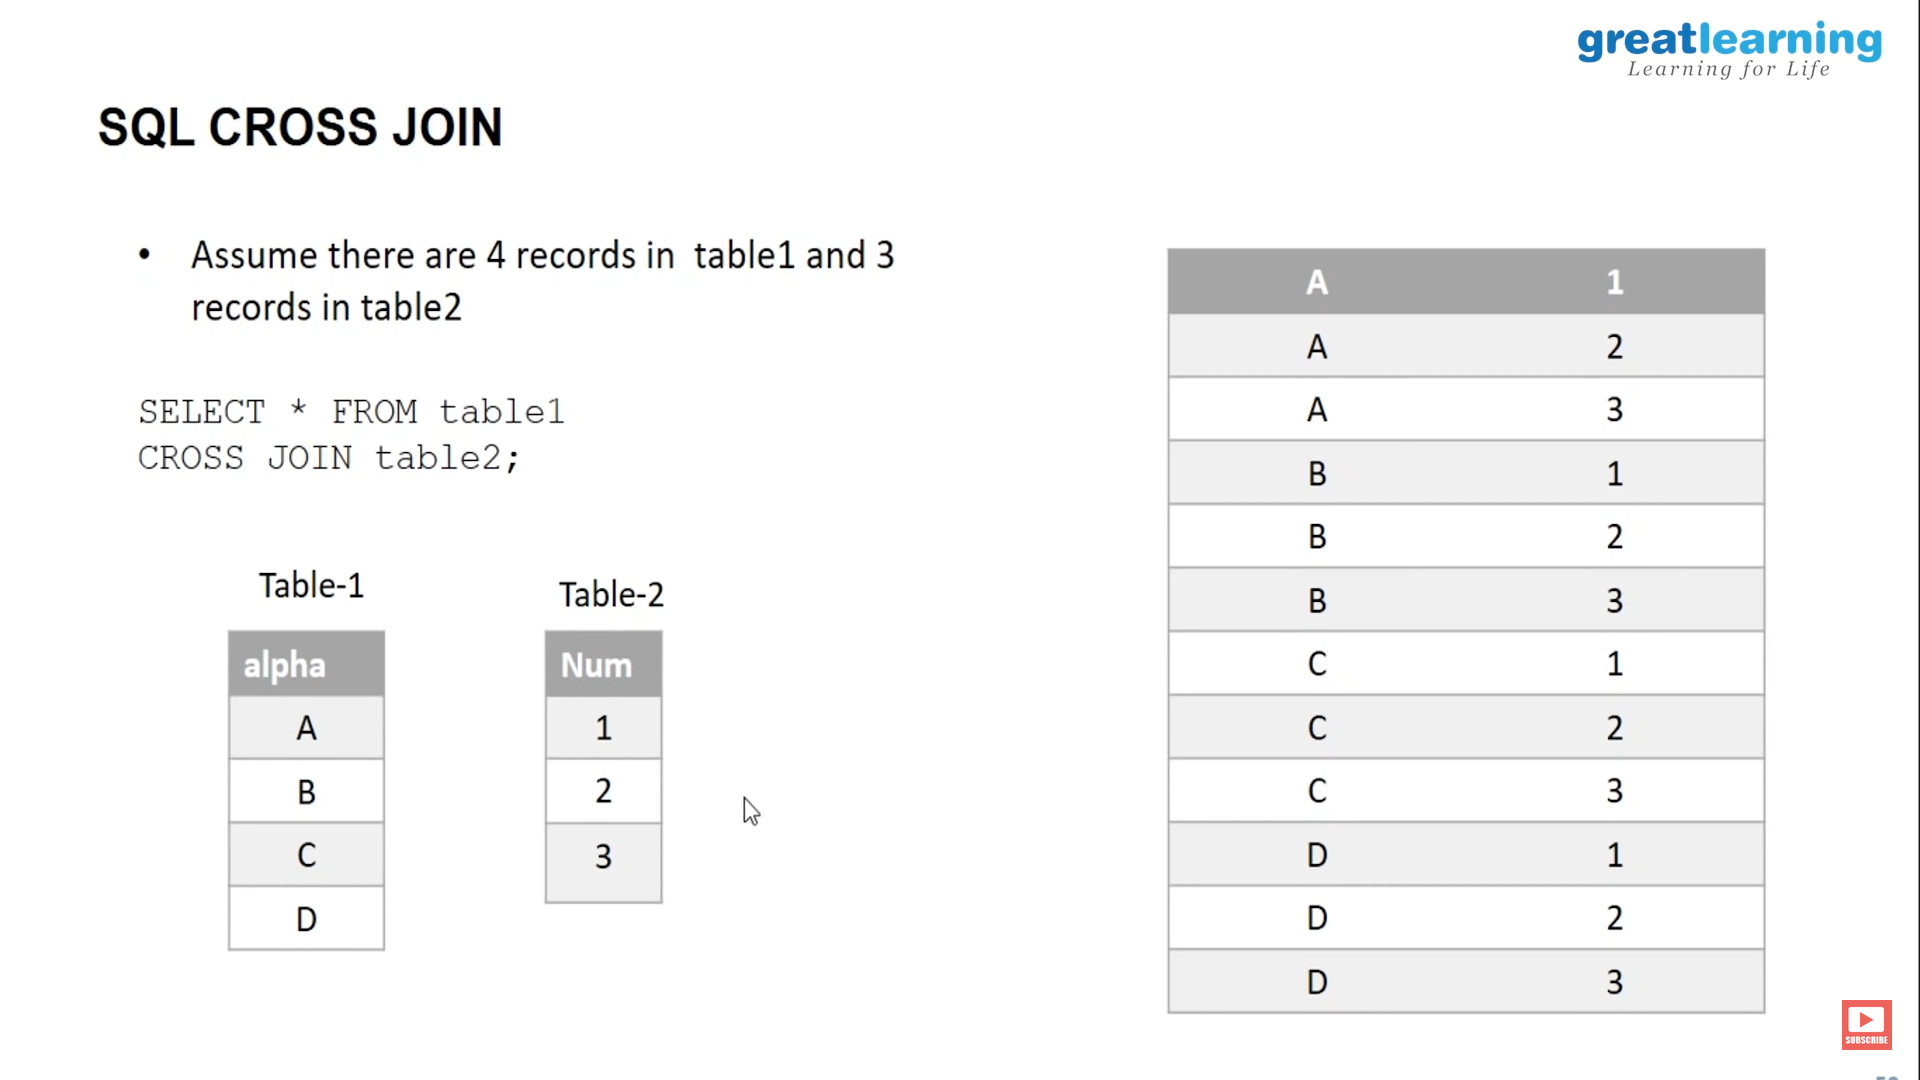 greatlearning
Learning for Life
SQL CROSS JOIN
• Assume there are 4 records in table1 and 3
records in table2
SELECT * FROM table1
CROSS JOIN table2;
Table-1
alpha
A
B
C
D
Table-2
Num
1
2
3
A 1
A 2
A 3
B 1
B 2
B 3
C 1
C 2
C 3
D 1
D 2
D 3
SUBSCRIBE